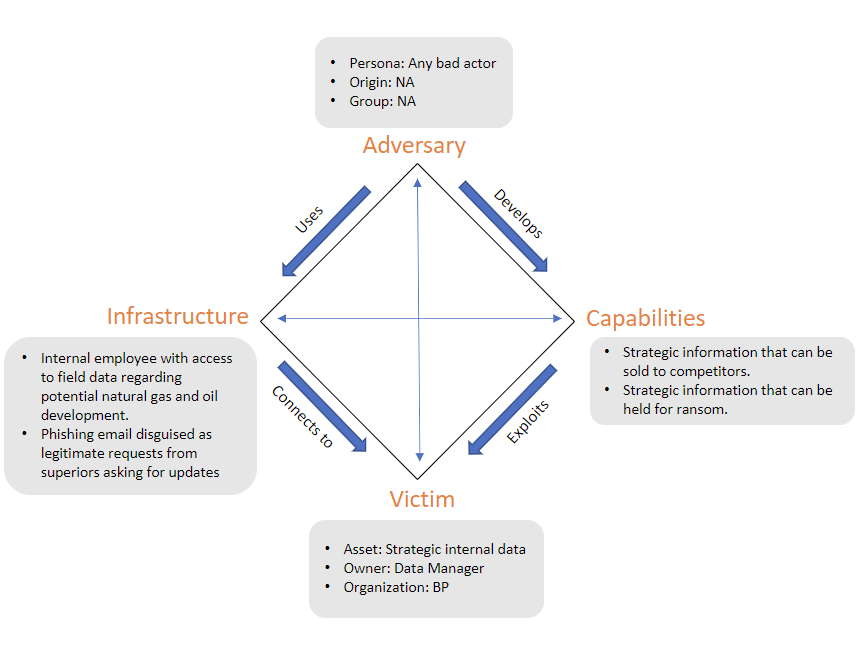 • Persona: Any bad actor
• Origin: NA
• Group: NA
Adversary
Uses
Develops
Infrastructure
• Internal employee with access
to field data regarding
potential natural gas and oil
development.
• Phishing email disguised as
legitimate requests from
superiors asking for updates
Capabilities
• Strategic information that can be
sold to competitors.
• Strategic information that can be
held for ransom.
Connects to
Exploits
Victim
• Asset: Strategic internal data
• Owner: Data Manager
• Organization: BP